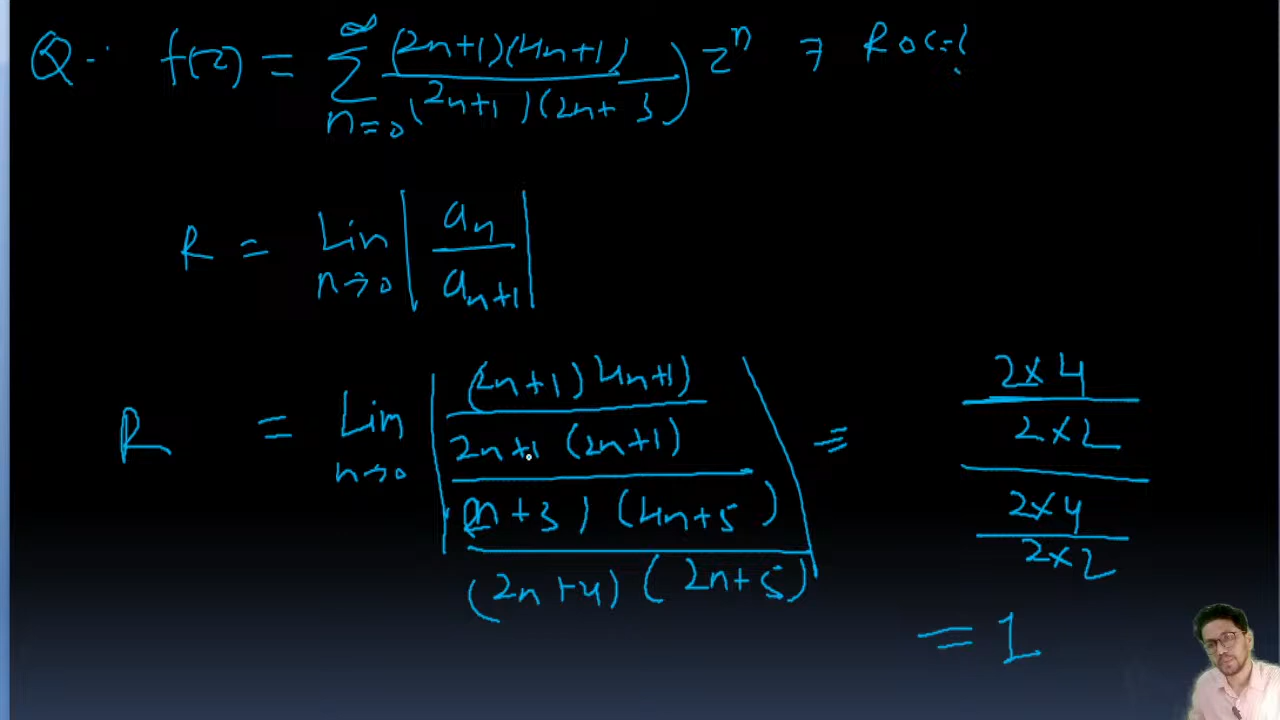 Q. f(z) = ∑_{n=0}^{∞} ((2n+1)(4n+1) / (2n+1)(2n+3)) z^n → ROC=?
R = Lim_{n→0} | a_n / a_{n+1} |
R = Lim_{n→0} | ((2n+1)(4n+1) / 2n+1 (2n+1)) / ((2n+3)(4n+5) / (2n+4)(2n+5)) | = (2×4 / 2×2) / (2×4 / 2×2)
= 1